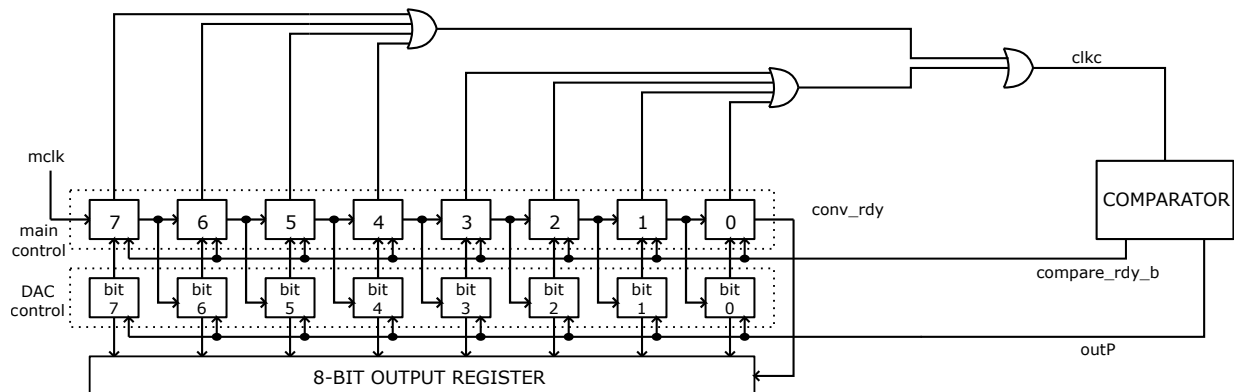 clkc
mclk
COMPARATOR
7
6
5
4
3
2
1
0
conv_rdy
main
control
compare_rdy_b
DAC
control
bit
7
bit
6
bit
5
bit
4
bit
3
bit
2
bit
1
bit
0
outP
8-BIT OUTPUT REGISTER